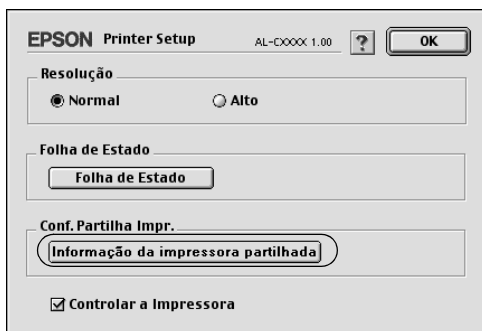 EPSON Printer Setup AL-CXXXX 1.00 ? OK
Resolução
Normal Alto
Folha de Estado
Folha de Estado
Conf. Partilha Impr.
Informação da impressora partilhada
Controlar a Impressora